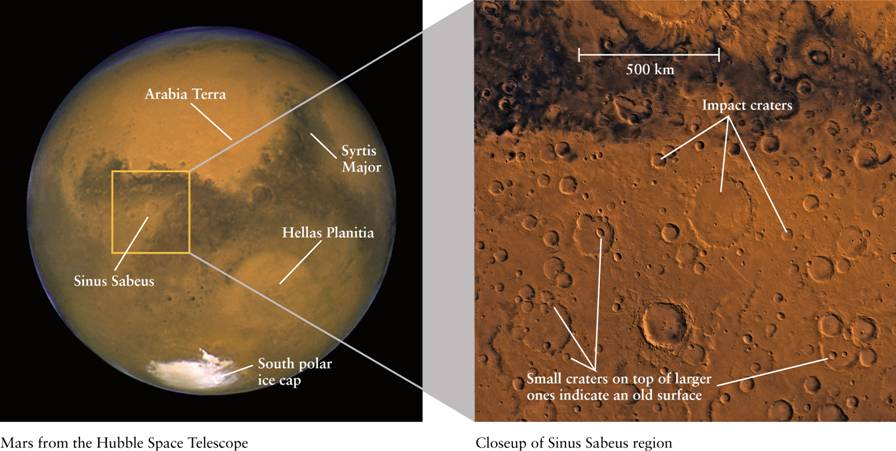 Arabia Terra
Syrtis
Major
Hellas Planitia
Sinus Sabeus
South polar
ice cap
Mars from the Hubble Space Telescope
500 km
Impact craters
Small craters on top of larger
ones indicate an old surface
Closeup of Sinus Sabeus region